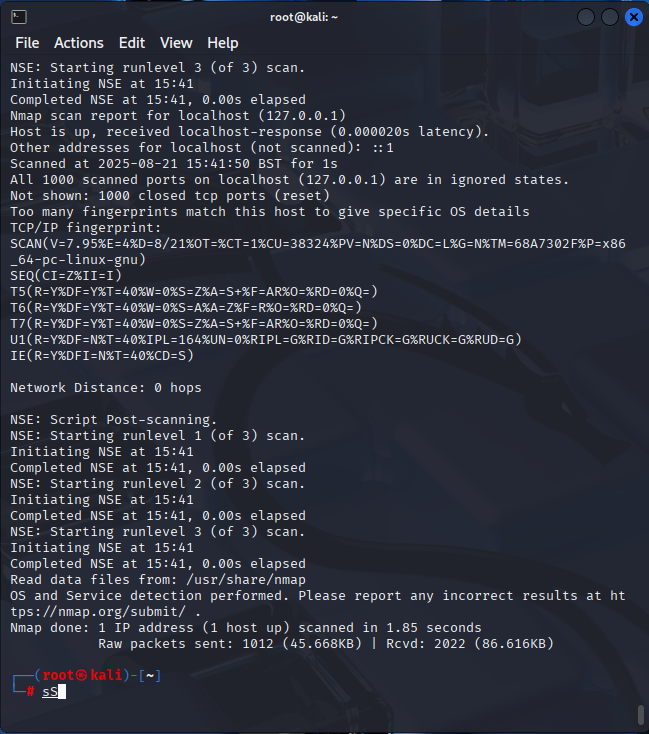 root@kali: ~
File Actions Edit View Help
NSE: Starting runlevel 3 (of 3) scan.
Initiating NSE at 15:41
Completed NSE at 15:41, 0.00s elapsed
Nmap scan report for localhost (127.0.0.1)
Host is up, received localhost-response (0.000020s latency).
Other addresses for localhost (not scanned): ::1
Scanned at 2025-08-21 15:41:50 BST for 1s
All 1000 scanned ports on localhost (127.0.0.1) are in ignored states.
Not shown: 1000 closed tcp ports (reset)
Too many fingerprints match this host to give specific OS details
TCP/IP fingerprint:
SCAN(V=7.95%E=4%D=8/21%OT=%CT=1%CU=38324%PV=N%DS=0%DC=L%G=N%TM=68A7302F%P=x86
_64-pc-linux-gnu)
SEQ(CI=Z%II=I)
T5(R=Y%DF=Y%T=40%W=0%S=Z%A=S+%F=AR%O=%RD=0%Q=)
T6(R=Y%DF=Y%T=40%W=0%S=A%A=Z%F=R%O=%RD=0%Q=)
T7(R=Y%DF=Y%T=40%W=0%S=Z%A=S+%F=AR%O=%RD=0%Q=)
U1(R=Y%DF=N%T=40%IPL=164%UN=0%RIPL=G%RID=G%RIPCK=G%RUCK=G%RUD=G)
IE(R=Y%DFI=N%T=40%CD=S)
Network Distance: 0 hops
NSE: Script Post-scanning.
NSE: Starting runlevel 1 (of 3) scan.
Initiating NSE at 15:41
Completed NSE at 15:41, 0.00s elapsed
NSE: Starting runlevel 2 (of 3) scan.
Initiating NSE at 15:41
Completed NSE at 15:41, 0.00s elapsed
NSE: Starting runlevel 3 (of 3) scan.
Initiating NSE at 15:41
Completed NSE at 15:41, 0.00s elapsed
Read data files from: /usr/share/nmap
OS and Service detection performed. Please report any incorrect results at ht
tps://nmap.org/submit/ .
Nmap done: 1 IP address (1 host up) scanned in 1.85 seconds
Raw packets sent: 1012 (45.668KB) | Rcvd: 2022 (86.616KB)
┌──(root㉿kali)-[~]
└─# sS